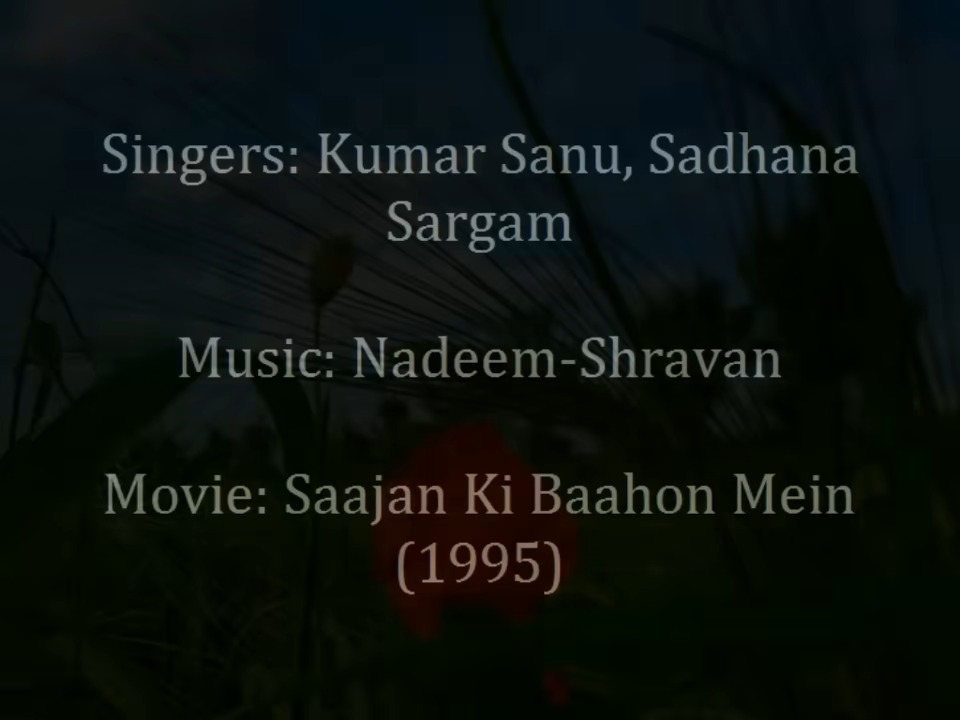 Singers: Kumar Sanu, Sadhana
Sargam
Music: Nadeem-Shravan
Movie: Saajan Ki Baahon Mein
(1995)